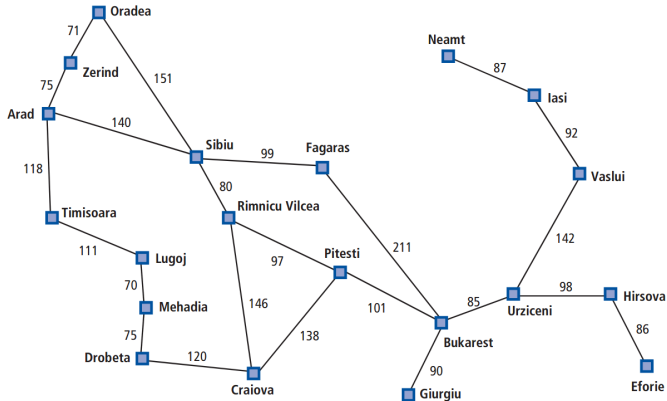 Oradea
71
Neamt
87
Zerind
151
75
Iasi
Arad
140
92
Sibiu
Fagaras
99
118
80
Vaslui
Rimnicu Vilcea
Timisoara
211
142
111
Pitesti
Lugoj
97
70
98
Hirsova
146
85
Urziceni
Mehadia
101
86
138
75
Bukarest
Drobeta
120
90
Eforie
Craiova
Giurgiu